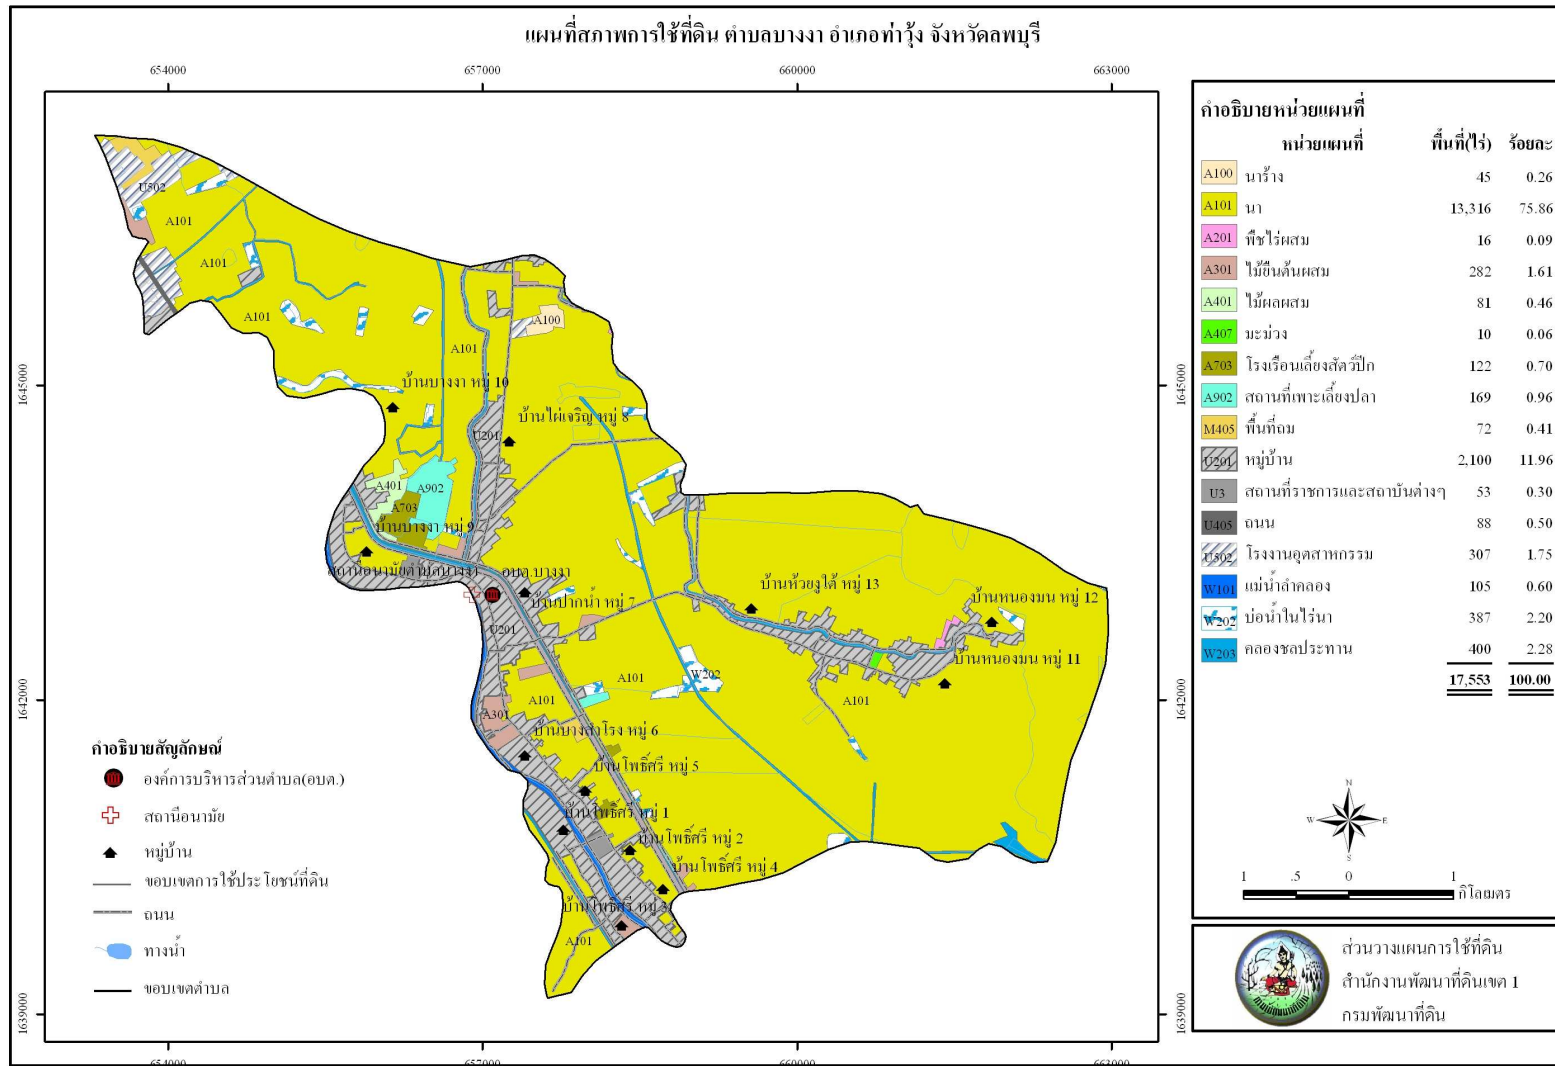 แผนที่สภาพการใช้ที่ดิน ตำบลบางงา อำเภอท่าวุ้ง จังหวัดลพบุรี
654000 657000 660000 663000
1645000 1645000
1642000 1642000
1639000 1639000
654000 657000 660000 663000
U502
A101
A101
A101
A100
A101
บ้านบางงา หมู่ 10
บ้านไผ่เจริญ หมู่ 8
U201
A401
A902
A703
บ้านบางงา หมู่ 9
สถานีอนามัยตำบลบางงา
อบต.บางงา
บ้านปากน้ำ หมู่ 7
บ้านห้วยงูใต้ หมู่ 13
บ้านหนองมน หมู่ 12
U201
บ้านหนองมน หมู่ 11
A101
W202
A101
A101
A301
บ้านบางสำโรง หมู่ 6
บ้านโพธิ์ศรี หมู่ 5
บ้านโพธิ์ศรี หมู่ 1
บ้านโพธิ์ศรี หมู่ 2
บ้านโพธิ์ศรี หมู่ 4
บ้านโพธิ์ศรี หมู่ 3
A101
คำอธิบายสัญลักษณ์
องค์การบริหารส่วนตำบล(อบต.)
สถานีอนามัย
หมู่บ้าน
ขอบเขตการใช้ประโยชน์ที่ดิน
ถนน
ทางน้ำ
ขอบเขตตำบล
คำอธิบายหน่วยแผนที่
หน่วยแผนที่ พื้นที่(ไร่) ร้อยละ
A100 นาร้าง 45 0.26
A101 นา 13,316 75.86
A201 พืชไร่ผสม 16 0.09
A301 ไม้ยืนต้นผสม 282 1.61
A401 ไม้ผลผสม 81 0.46
A407 มะม่วง 10 0.06
A703 โรงเรือนเลี้ยงสัตว์ปีก 122 0.70
A902 สถานที่เพาะเลี้ยงปลา 169 0.96
M405 พื้นที่ถม 72 0.41
U201 หมู่บ้าน 2,100 11.96
U3 สถานที่ราชการและสถาบันต่างๆ 53 0.30
U405 ถนน 88 0.50
U502 โรงงานอุตสาหกรรม 307 1.75
W101 แม่น้ำลำคลอง 105 0.60
W202 บ่อน้ำในไร่นา 387 2.20
W203 คลองชลประทาน 400 2.28
17,553 100.00
N
W E
S
1 .5 0 1
กิโลเมตร
ส่วนวางแผนการใช้ที่ดิน
สำนักงานพัฒนาที่ดินเขต 1
กรมพัฒนาที่ดิน